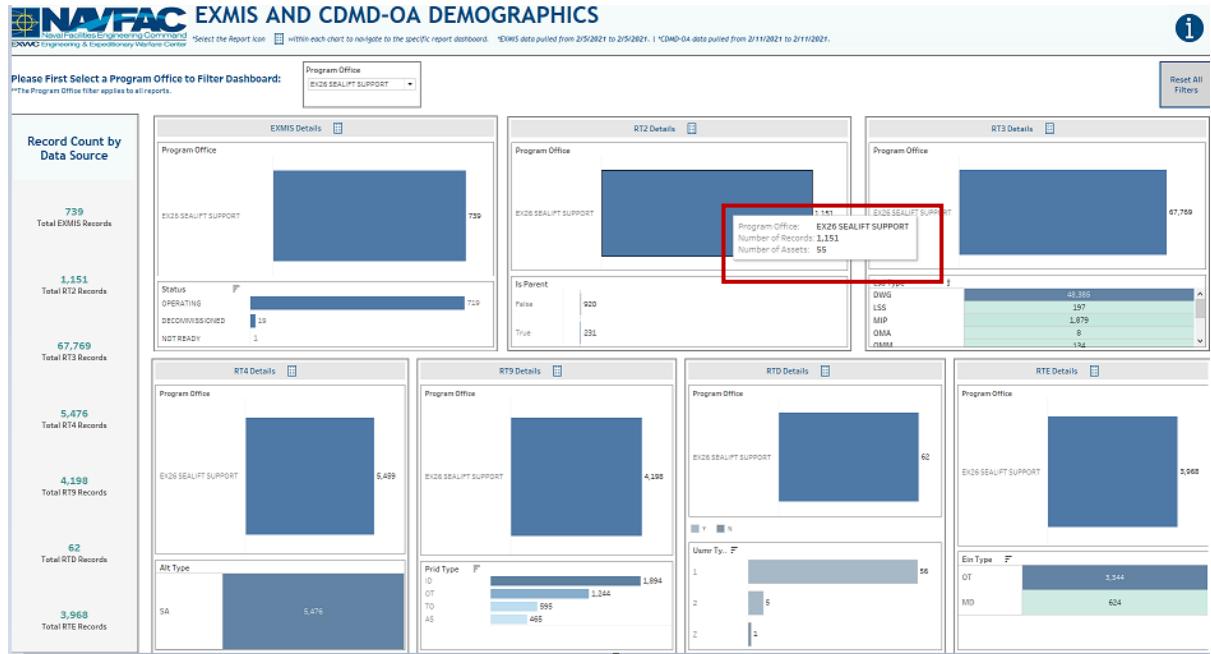 NAVFAC
EXMIS AND CDMD-OA DEMOGRAPHICS
Naval Facilities Engineering Command
EXWC Engineering & Expeditionary Warfare Center
*Select the Report Icon within each chart to navigate to the specific report dashboard. *EXMIS data pulled from 2/5/2021 to 2/5/2021. | *CDMD-OA data pulled from 2/11/2021 to 2/11/2021.
i
Please First Select a Program Office to Filter Dashboard:
**The Program Office filter applies to all reports.
Program Office
EX26 SEALIFT SUPPORT
Reset All
Filters
Record Count by
Data Source
739
Total EXMIS Records
1,151
Total RT2 Records
67,769
Total RT3 Records
5,476
Total RT4 Records
4,198
Total RT9 Records
62
Total RTD Records
3,968
Total RTE Records
EXMIS Details
Program Office
EX26 SEALIFT SUPPORT
739
Status
OPERATING
719
DECOMMISSIONED
19
NOT READY
1
RT2 Details
Program Office
EX26 SEALIFT SUPPORT
1,151
Program Office: EX26 SEALIFT SUPPORT
Number of Records: 1,151
Number of Assets: 55
Is Parent
False
920
True
231
RT3 Details
Program Office
EX26 SEALIFT SUPPORT
67,769
DWG
48,386
LSS
197
MIP
1,879
OMA
8
OMM
134
RT4 Details
Program Office
EX26 SEALIFT SUPPORT
Alt Type
SA
5,476
RT9 Details
Program Office
EX26 SEALIFT SUPPORT
4,198
Prid Type
ID
1,894
OT
1,244
TO
595
AS
465
RTD Details
Program Office
EX26 SEALIFT SUPPORT
62
Y
N
Usmr Ty..
1
56
2
5
Z
1
RTE Details
Program Office
EX26 SEALIFT SUPPORT
3,968
Ein Type
OT
3,344
MD
624